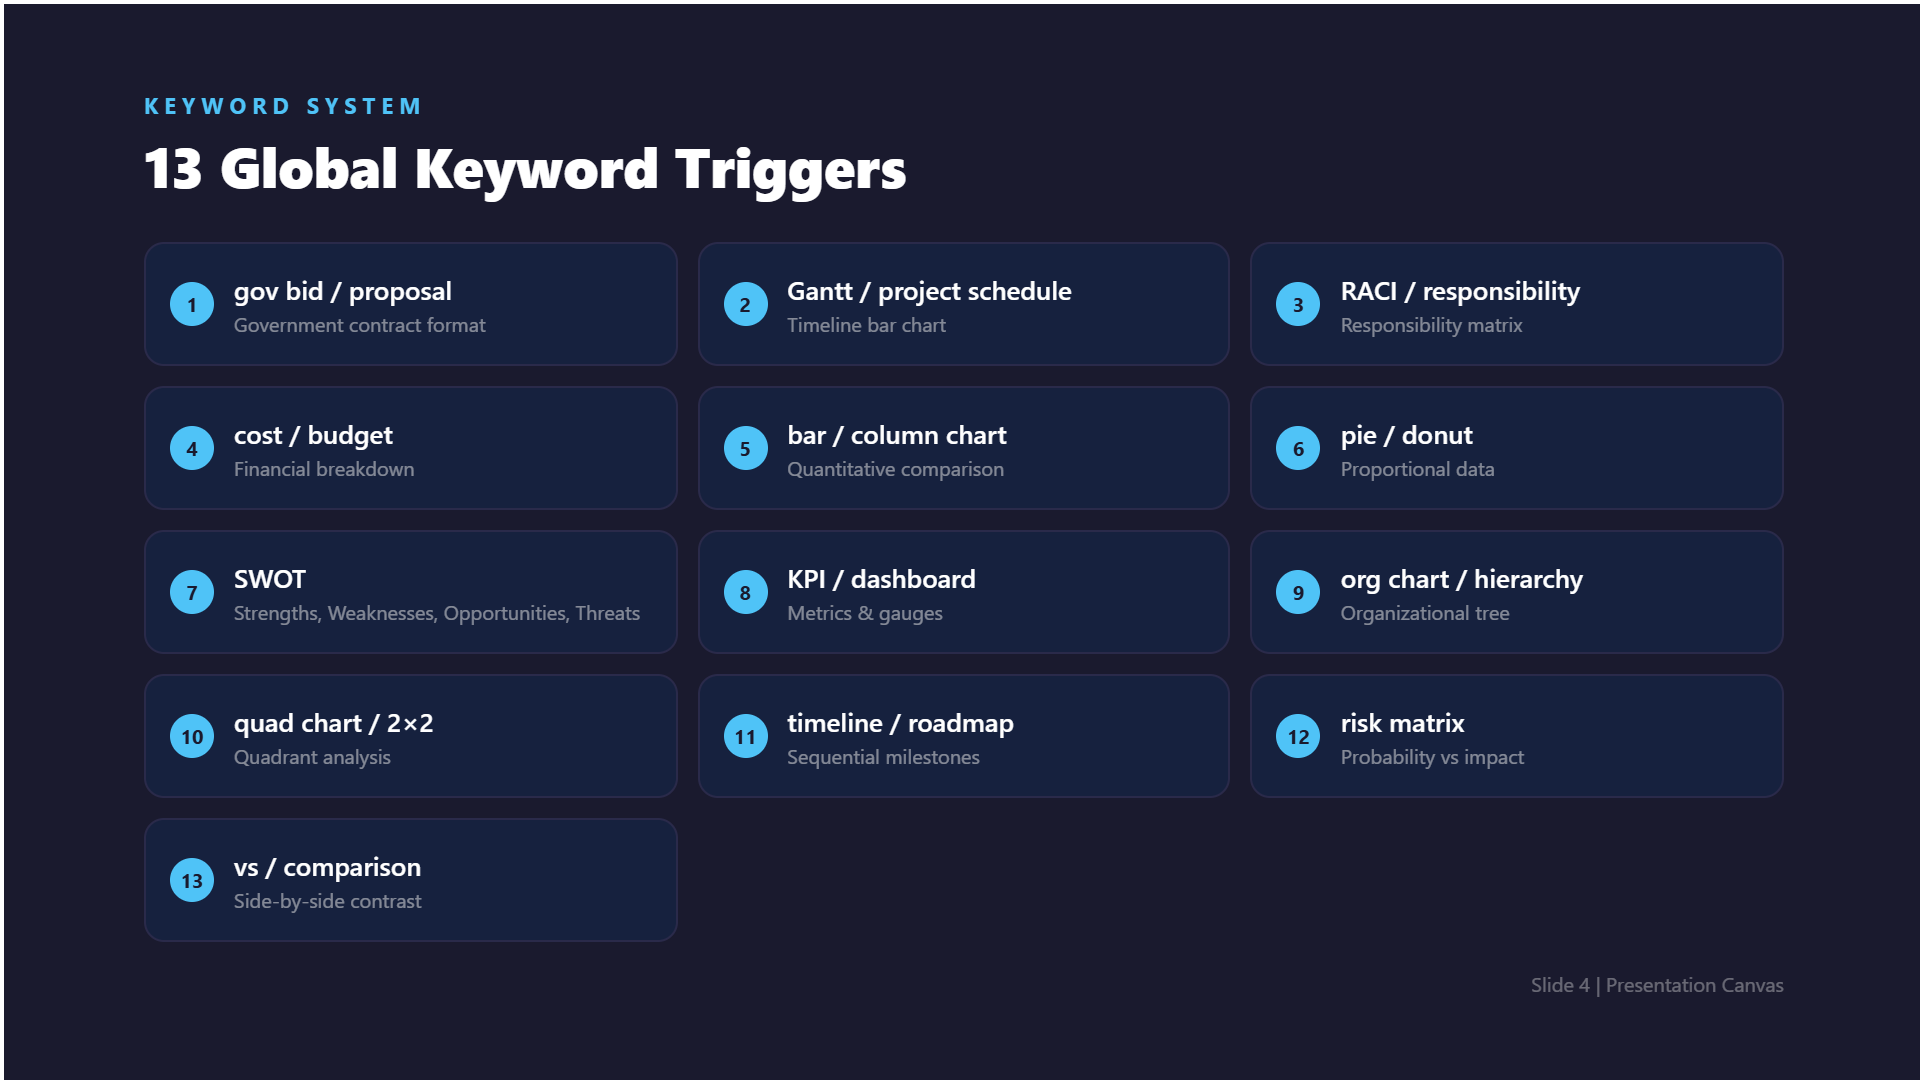 KEYWORD SYSTEM
13 Global Keyword Triggers
1
gov bid / proposal
Government contract format
2
Gantt / project schedule
Timeline bar chart
3
RACI / responsibility
Responsibility matrix
4
cost / budget
Financial breakdown
5
bar / column chart
Quantitative comparison
6
pie / donut
Proportional data
7
SWOT
Strengths, Weaknesses, Opportunities, Threats
8
KPI / dashboard
Metrics & gauges
9
org chart / hierarchy
Organizational tree
10
quad chart / 2×2
Quadrant analysis
11
timeline / roadmap
Sequential milestones
12
risk matrix
Probability vs impact
13
vs / comparison
Side-by-side contrast
Slide 4 | Presentation Canvas